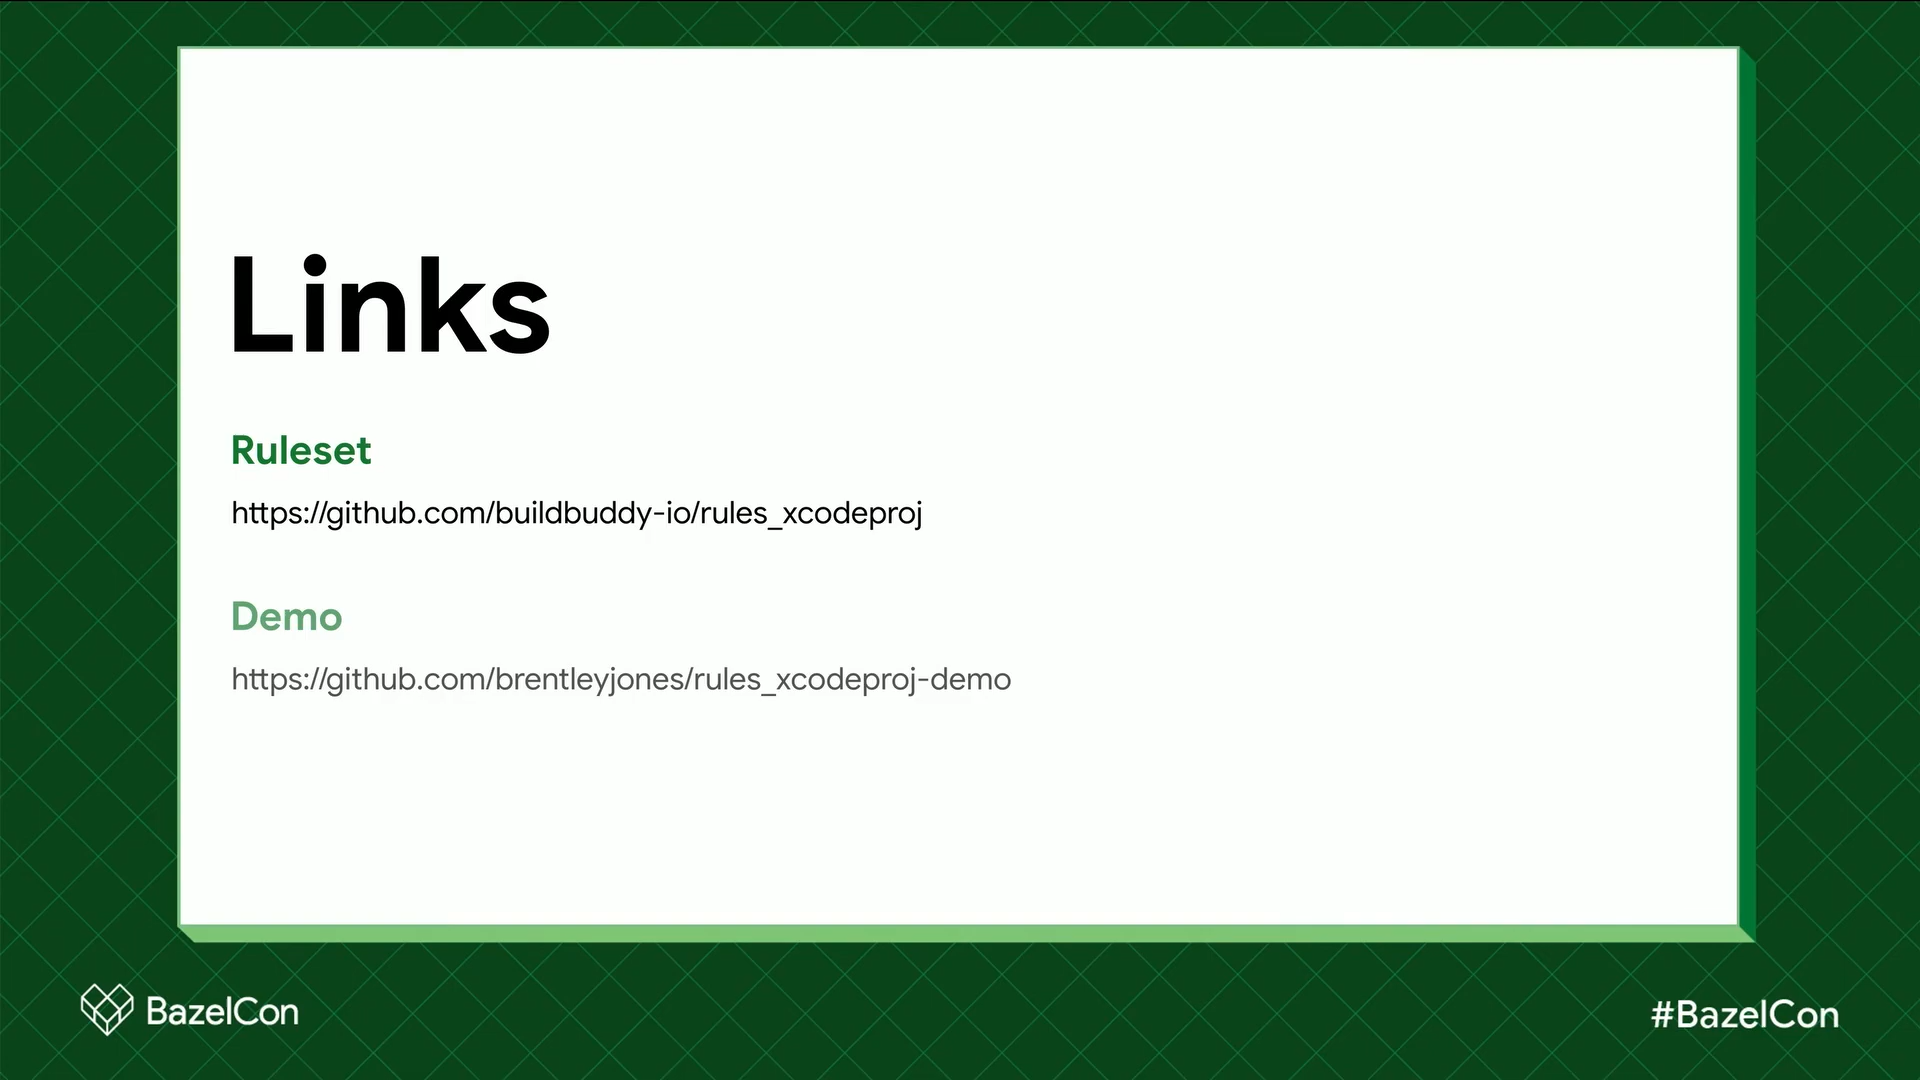 Links
Ruleset
https://github.com/buildbuddy-io/rules_xcodeproj
Demo
https://github.com/brentleyjones/rules_xcodeproj-demo
BazelCon
#BazelCon